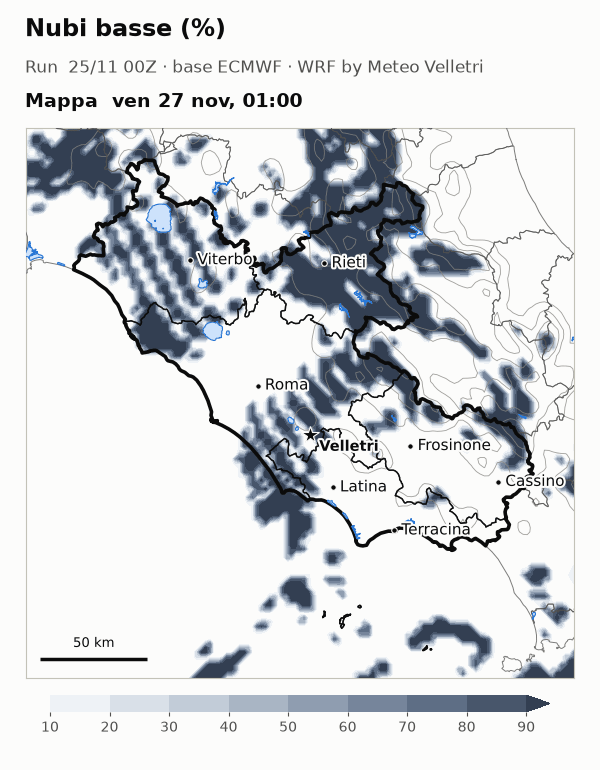 Nubi basse (%)
Run 25/11 00Z · base ECMWF · WRF by Meteo Velletri
Mappa ven 27 nov, 01:00
Viterbo
Rieti
Roma
Velletri
Frosinone
Cassino
Latina
Terracina
50 km
10 20 30 40 50 60 70 80 90